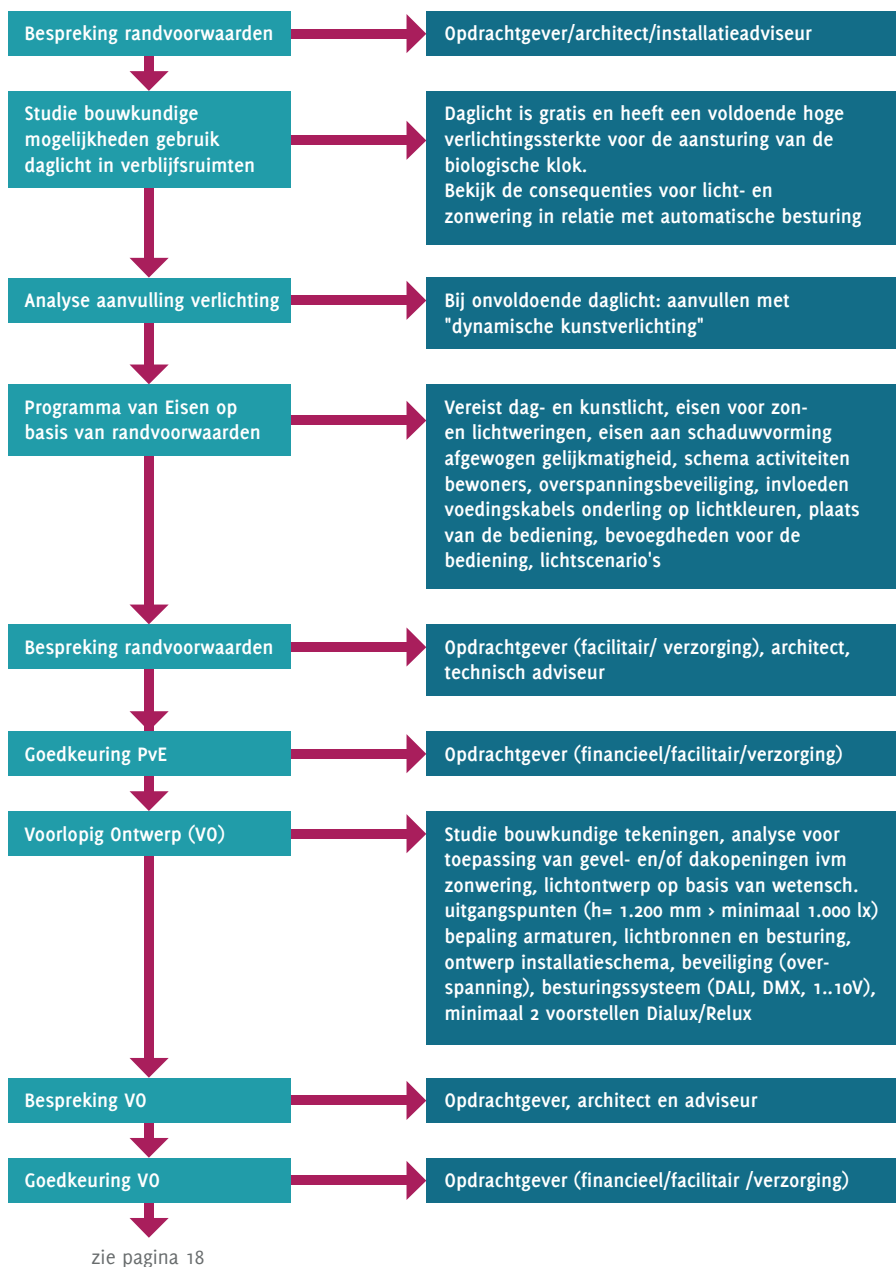 Bespreking randvoorwaarden
Opdrachtgever/architect/installatieadviseur
Studie bouwkundige
mogelijkheden gebruik
daglicht in verblijfsruimten
Daglicht is gratis en heeft een voldoende hoge
verlichtingssterkte voor de aansturing van de
biologische klok.
Bekijk de consequenties voor licht- en
zonwering in relatie met automatische besturing
Analyse aanvulling verlichting
Bij onvoldoende daglicht: aanvullen met
"dynamische kunstverlichting"
Programma van Eisen op
basis van randvoorwaarden
Vereist dag- en kunstlicht, eisen voor zon-
en lichtweringen, eisen aan schaduwvorming
afgewogen gelijkmatigheid, schema activiteiten
bewoners, overspanningsbeveiliging, invloeden
voedingskabels onderling op lichtkleuren, plaats
van de bediening, bevoegdheden voor de
bediening, lichtscenario's
Bespreking randvoorwaarden
Opdrachtgever (facilitair/ verzorging), architect,
technisch adviseur
Goedkeuring PvE
Opdrachtgever (financieel/facilitair/verzorging)
Voorlopig Ontwerp (VO)
Studie bouwkundige tekeningen, analyse voor
toepassing van gevel- en/of dakopeningen ivm
zonwering, lichtontwerp op basis van wetensch.
uitgangspunten (h= 1.200 mm > minimaal 1.000 lx)
bepaling armaturen, lichtbronnen en besturing,
ontwerp installatieschema, beveiliging (over-
spanning), besturingssysteem (DALI, DMX, 1..10V),
minimaal 2 voorstellen Dialux/Relux
Bespreking VO
Opdrachtgever, architect en adviseur
Goedkeuring VO
Opdrachtgever (financieel/facilitair /verzorging)
zie pagina 18